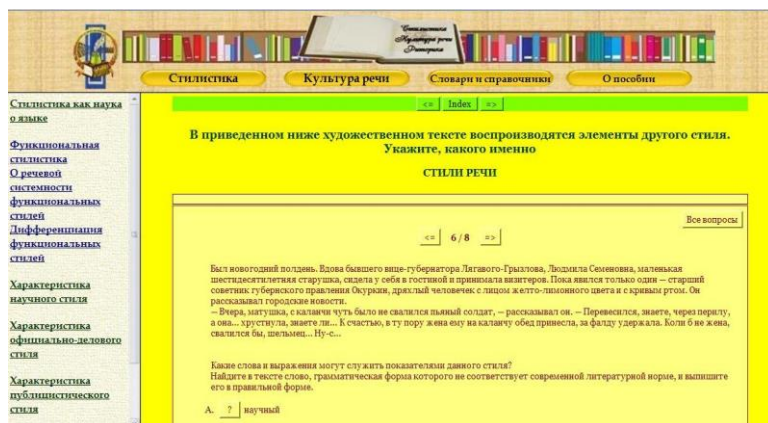 Стилистика
Культура речи
Риторика
Стилистика
Культура речи
Словари и справочники
О пособии
Стилистика как наука
о языке
Функциональная
стилистика
О речевой
системности
функциональных
стилей
Дифференциация
функциональных
стилей
Характеристика
научного стиля
Характеристика
официально-делового
стиля
Характеристика
публицистического
стиля
<= Index =>
В приведенном ниже художественном тексте воспроизводятся элементы другого стиля.
Укажите, какого именно
СТИЛИ РЕЧИ
Все вопросы
<= 6 / 8 =>
Был новогодний полдень. Вдова бывшего вице-губернатора Лягавого-Грызлова, Людмила Семеновна, маленькая
шестидесятилетняя старушка, сидела у себя в гостиной и принимала визитеров. Пока явился только один — старший
советник губернского правления Окуркин, дряхлый человечек с лицом желто-лимонного цвета и с кривым ртом. Он
рассказывал городские новости.
— Вчера, матушка, с каланчи чуть было не свалился пьяный солдат, — рассказывал он. — Перевесился, знаете, через перилу,
а она... хрустнула, знаете ли... К счастью, в ту пору жена ему на каланчу обед принесла, за фалду удержала. Коли б не жена,
свалился бы, шельмец... Ну-с...
Какие слова и выражения могут служить показателями данного стиля?
Найдите в тексте слово, грамматическая форма которого не соответствует современной литературной норме, и выпишите
его в правильной форме.
A. ? научный